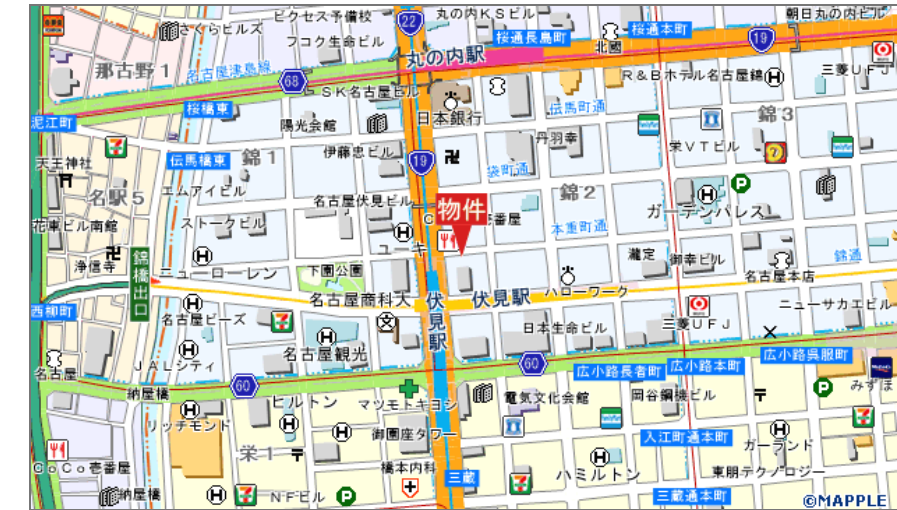 ピクセス予備校
22
丸の内KSビル
朝日丸の内ビル
さくらヒルズ
フコク生命ビル
桜通長島町
北國
桜通本町
19
丸の内駅
那古野1
名古屋津島線
68
R&Bホテル名古屋錦
三菱UFJ
SK名古屋ビル
桜橋東
伝馬町通
泥江町
陽光会館
日本銀行
錦3
丹羽幸
天王神社
伝馬橋東
錦1
伊藤忠ビル
19
栄VTビル
袋町通
名駅5
エムアイビル
名古屋伏見ビル
物件
錦2
ガーデンパレス
花車ビル南館
ストークビル
壱番屋
本重町通
ユーキ
浄信寺
錦橋出口
ニューローレン
下園公園
瀧定
御幸ビル
錦通
名古屋本店
名古屋商科大
伏見駅
伏見駅
ハローワーク
西柳町
名古屋ビーズ
日本生命ビル
三菱UFJ
ニューサカエビル
名古屋観光
JALシティ
60
広小路長者町
広小路本町
広小路呉服町
名古屋
60
納屋橋
ヒルトン
マツモトキヨシ
電気文化会館
岡谷鋼機ビル
みずほ
リッチモンド
御園座タワー
入江町通本町
ガーランド
栄1
CoCo壱番屋
橋本内科
三蔵
ハミルトン
東朋テクノロジー
納屋橋
NFビル
三蔵通本町
©MAPPLE